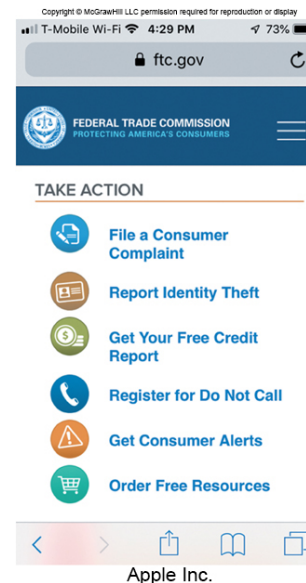 Copyright © McGrawHill LLC permission required for reproduction or display
T-Mobile Wi-Fi 4:29 PM 73%
ftc.gov
FEDERAL TRADE COMMISSION
PROTECTING AMERICA'S CONSUMERS
TAKE ACTION
File a Consumer
Complaint
Report Identity Theft
Get Your Free Credit
Report
Register for Do Not Call
Get Consumer Alerts
Order Free Resources
Apple Inc.